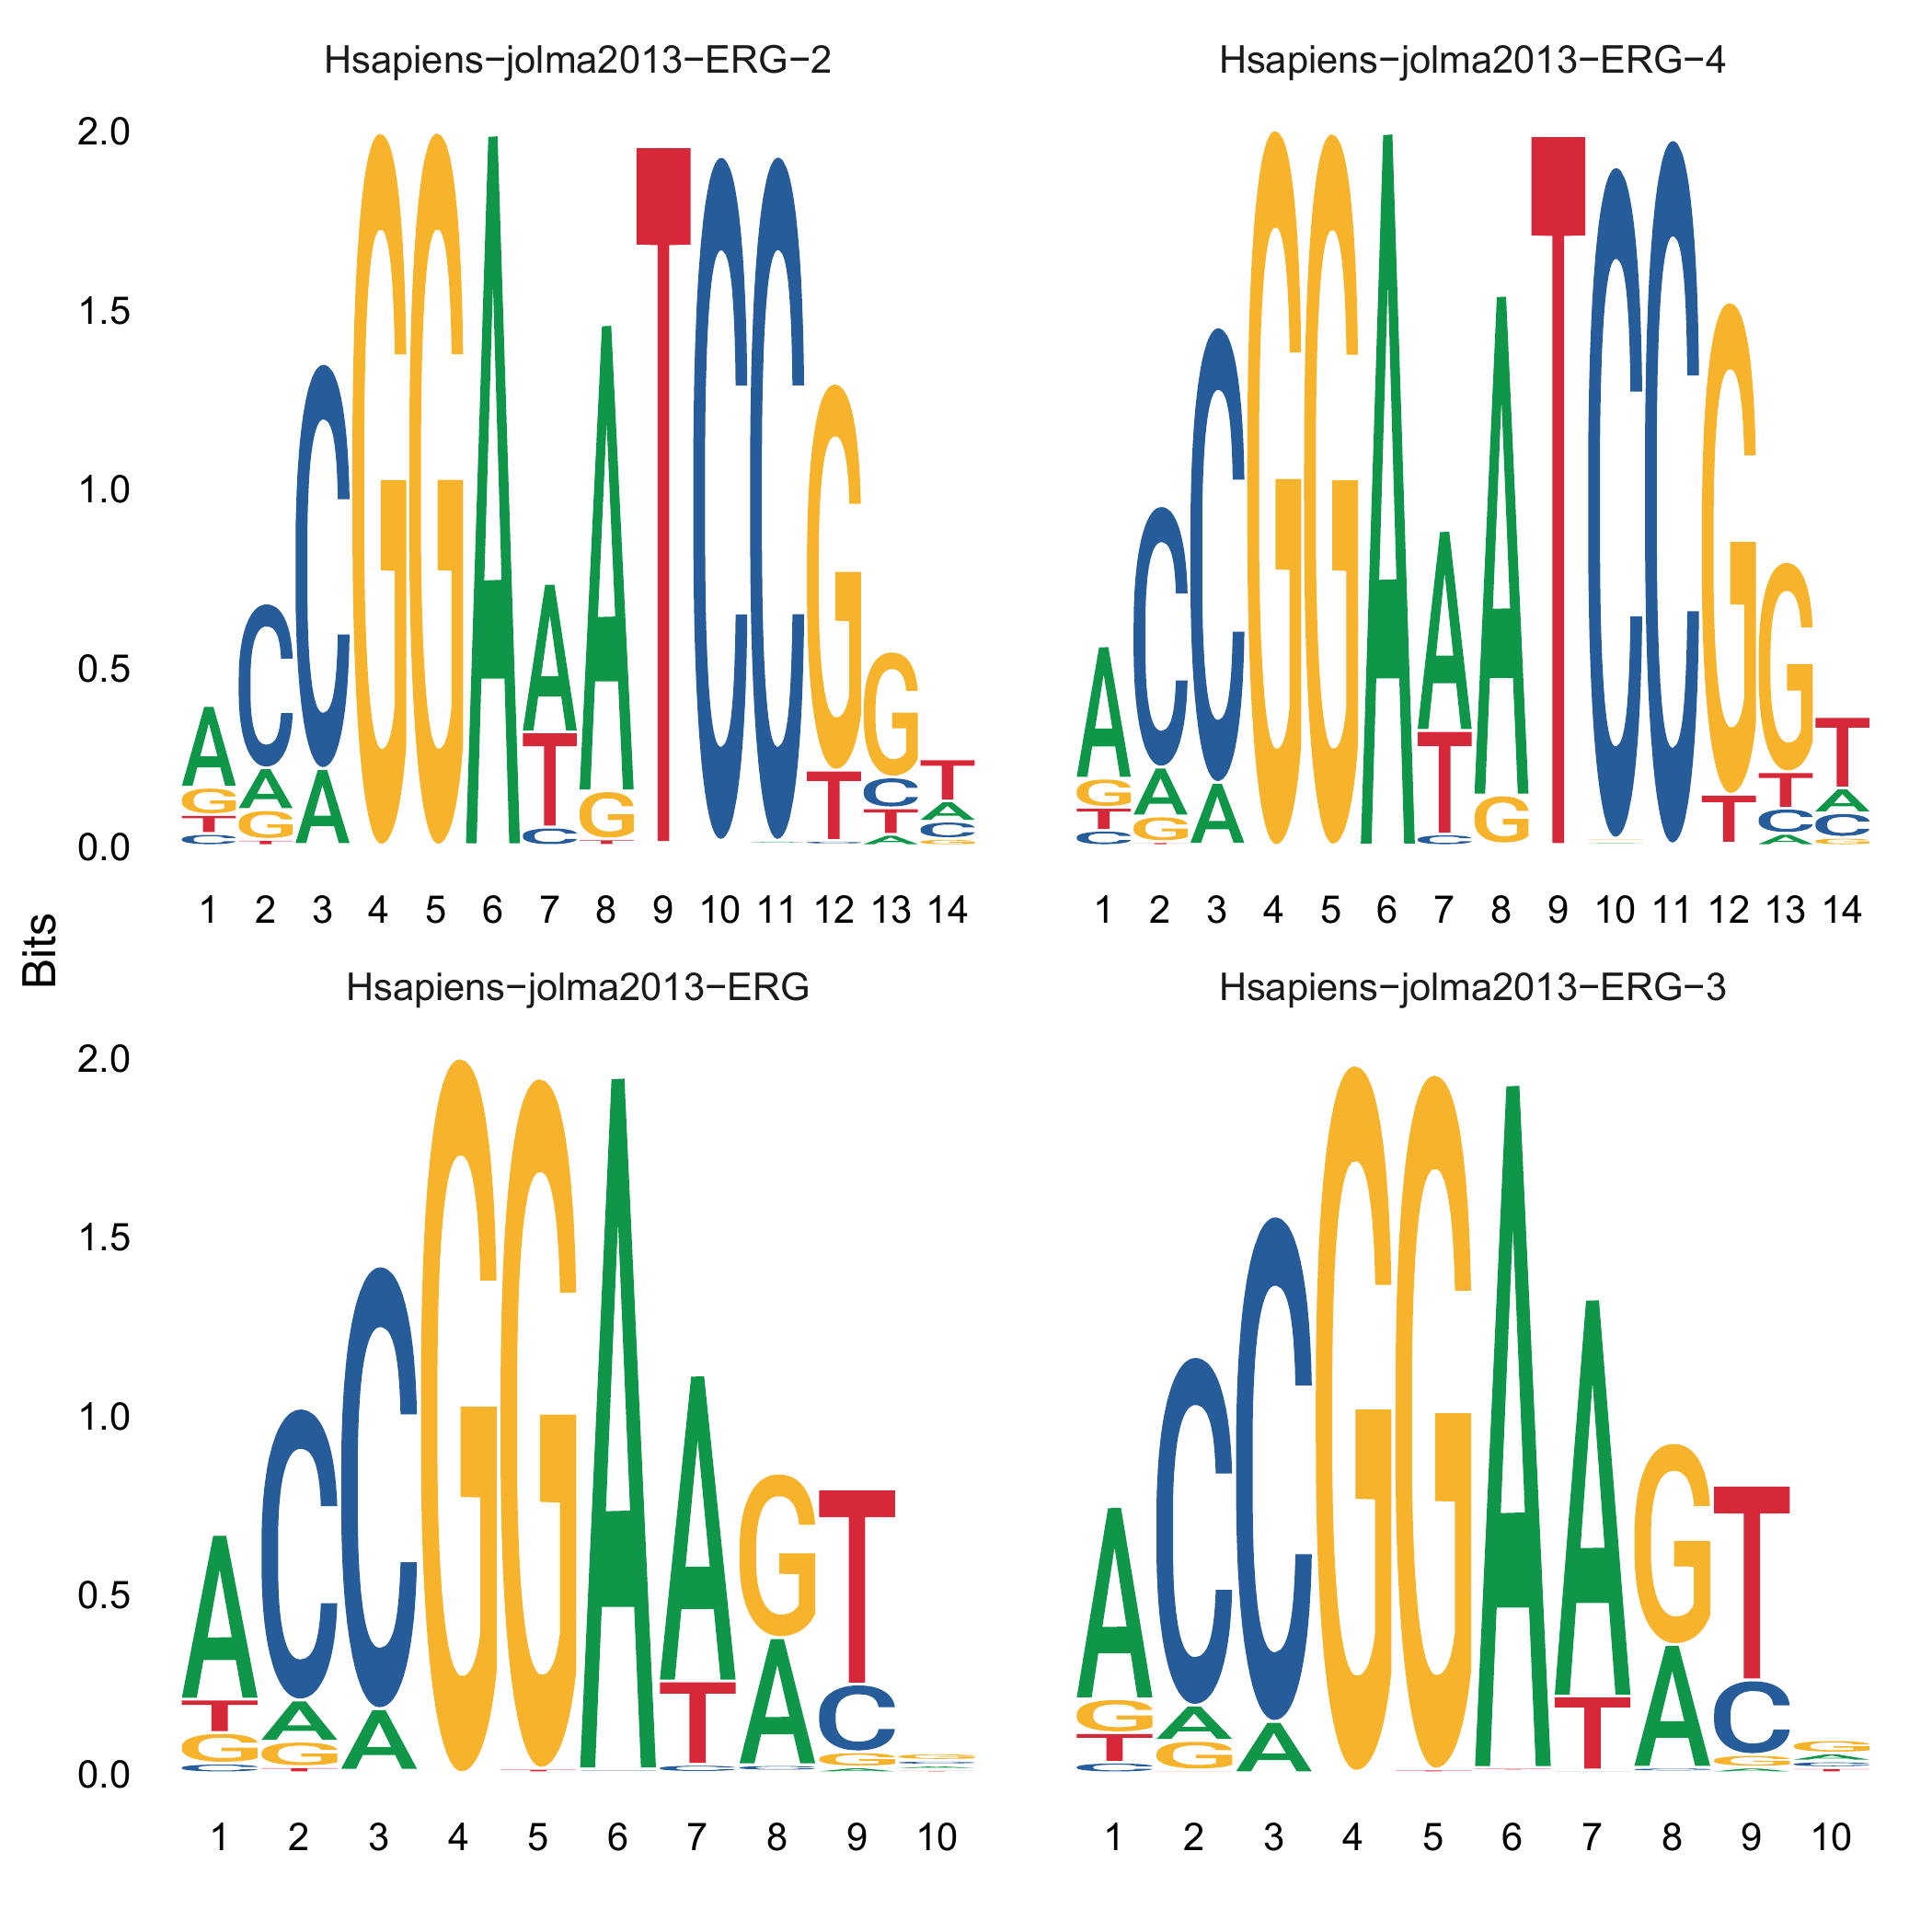 Hsapiens−jolma2013−ERG−2
Hsapiens−jolma2013−ERG−4
2.0
1.5
1.0
0.5
0.0
1 2 3 4 5 6 7 8 9 10 11 12 13 14
1 2 3 4 5 6 7 8 9 10 11 12 13 14
Bits
Hsapiens−jolma2013−ERG
Hsapiens−jolma2013−ERG−3
2.0
1.5
1.0
0.5
0.0
1 2 3 4 5 6 7 8 9 10
1 2 3 4 5 6 7 8 9 10